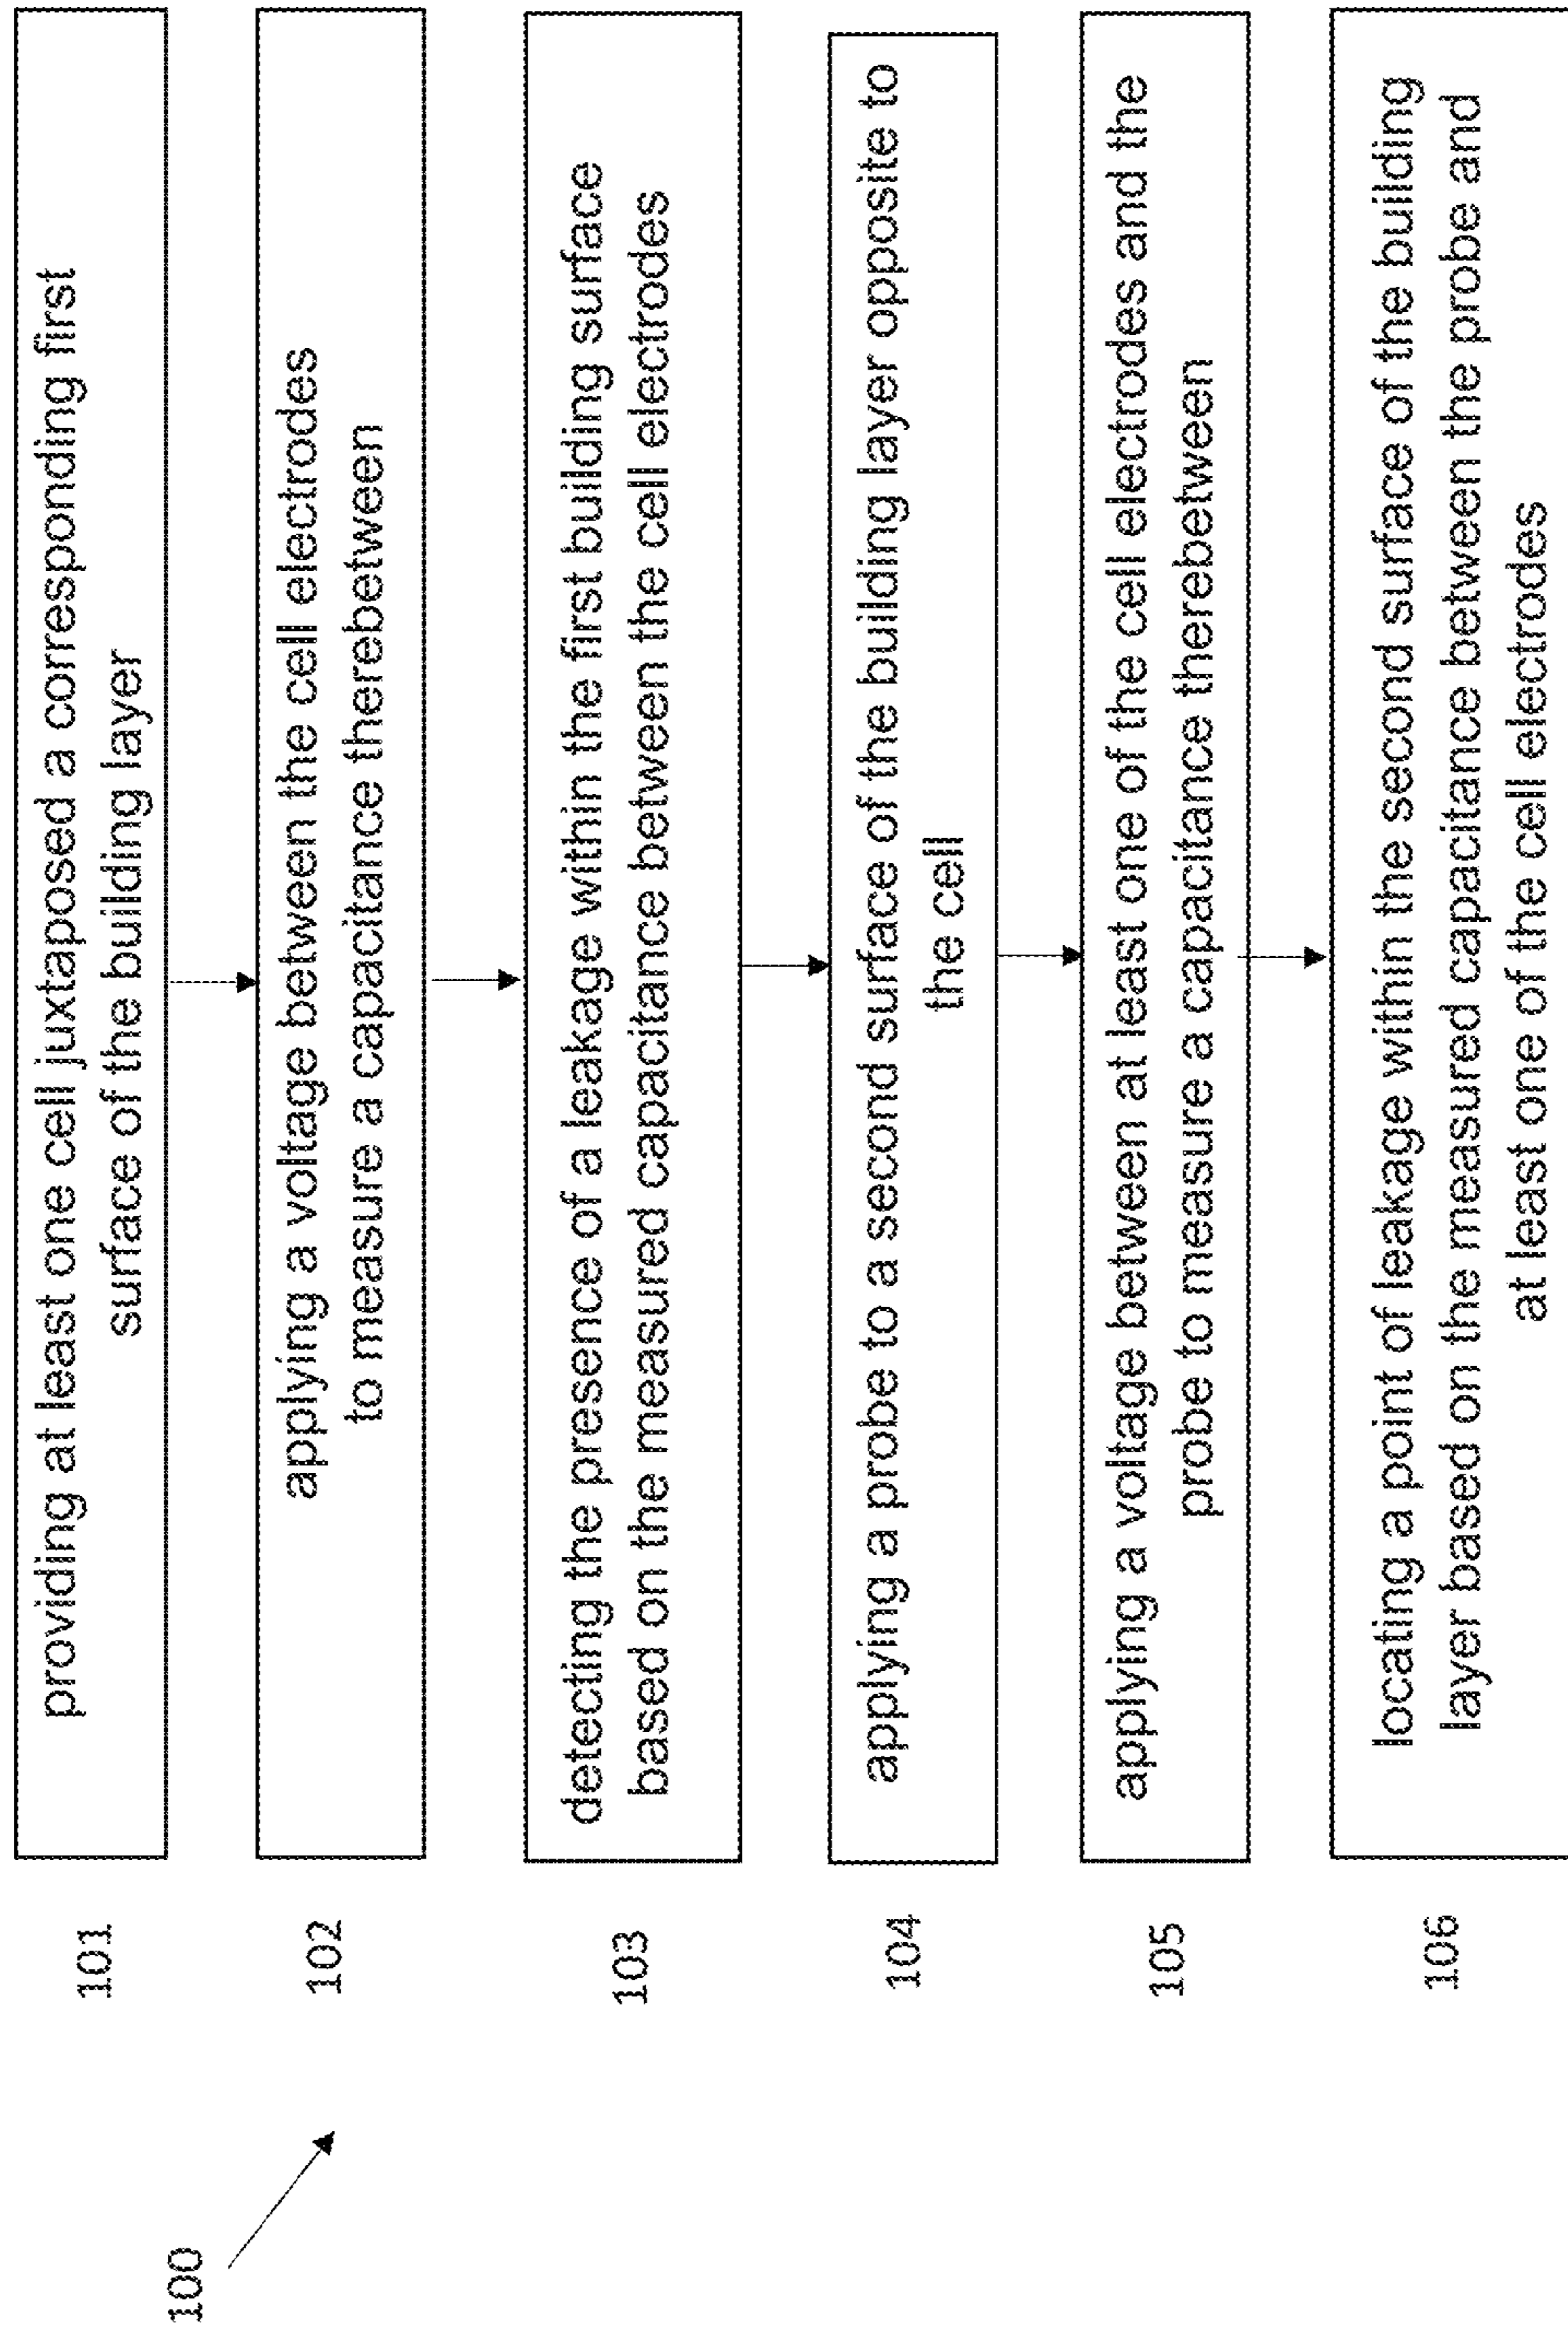 100
101
providing at least one cell juxtaposed a corresponding first
surface of the building layer
102
applying a voltage between the cell electrodes
to measure a capacitance therebetween
103
detecting the presence of a leakage within the first building surface
based on the measured capacitance between the cell electrodes
104
applying a probe to a second surface of the building layer opposite to
the cell
105
applying a voltage between at least one of the cell electrodes and the
probe to measure a capacitance therebetween
106
locating a point of leakage within the second surface of the building
layer based on the measured capacitance between the probe and
at least one of the cell electrodes